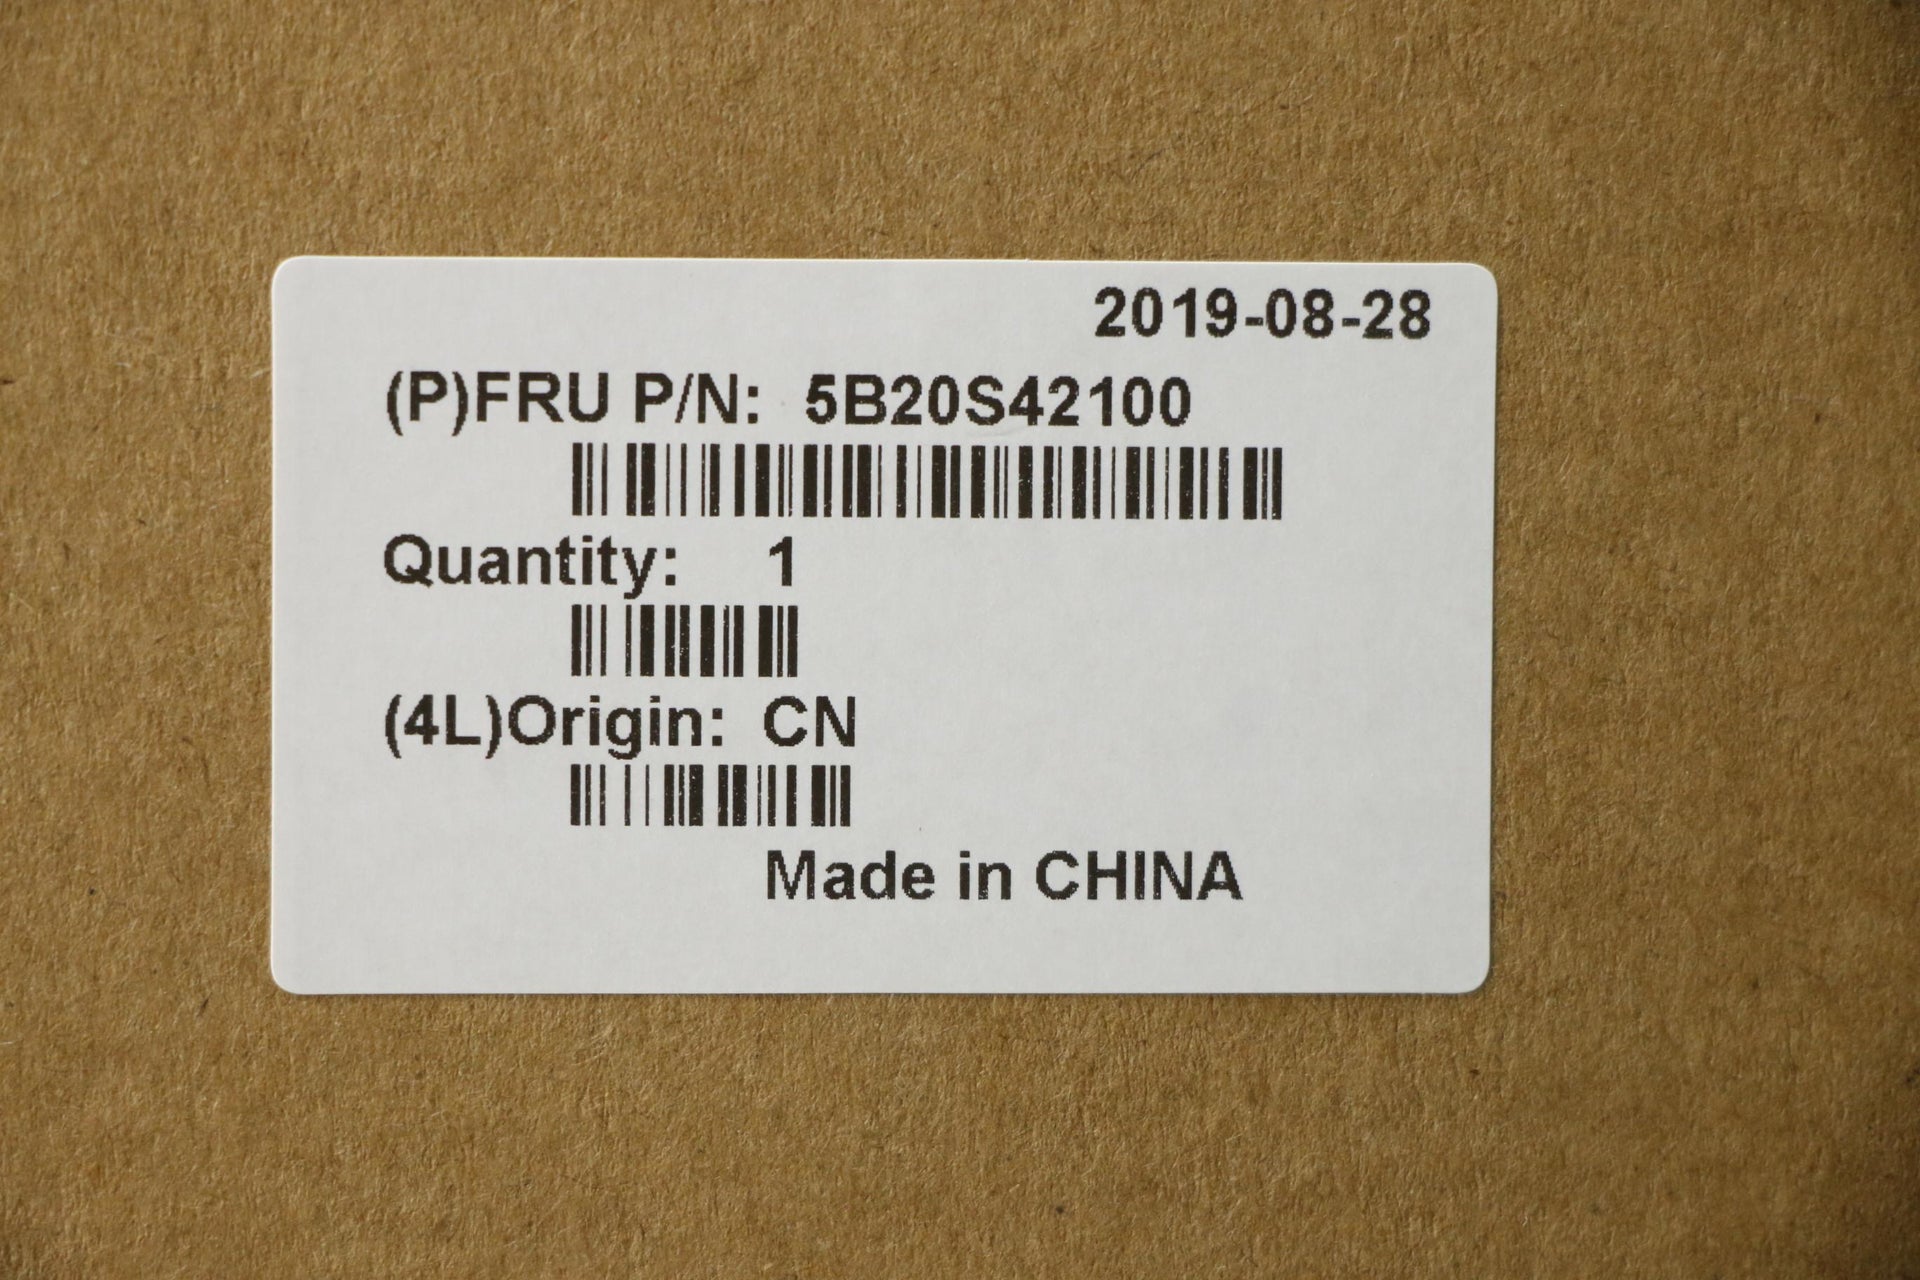 2019-08-28
(P)FRU P/N: 5B20S42100
Quantity: 1
(4L)Origin: CN
Made in CHINA